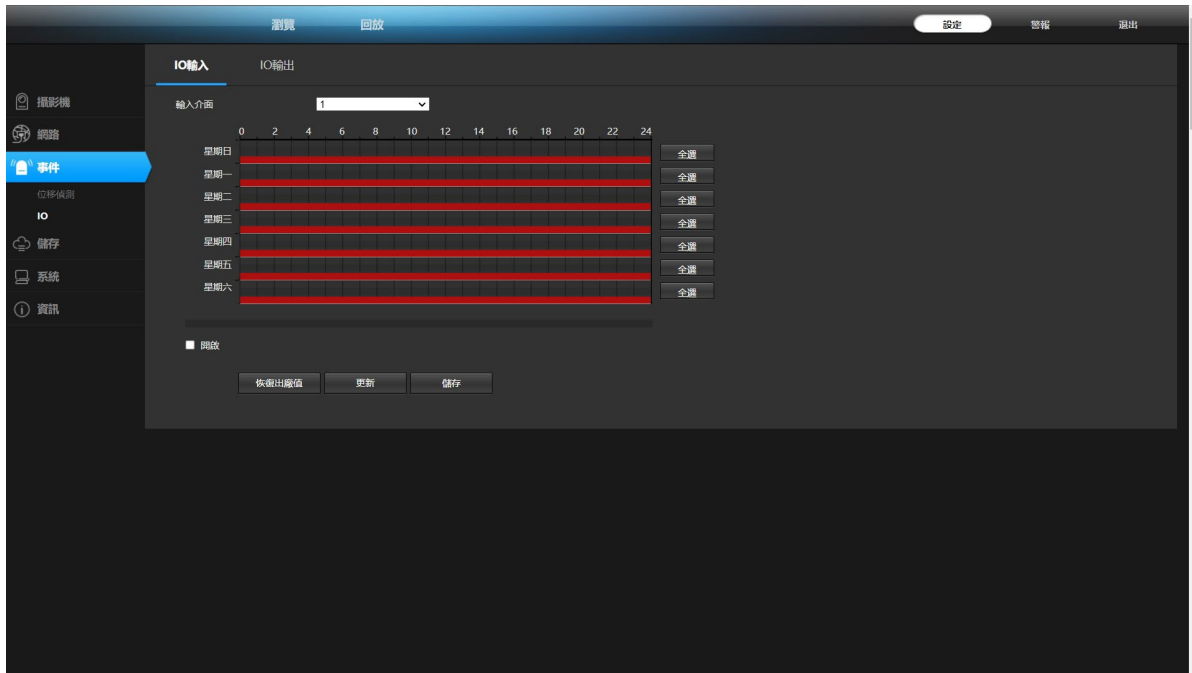 瀏覽 回放 設定 警報 退出
IO輸入 IO輸出
攝影機
網路
事件
位移偵測
IO
儲存
系統
資訊
輸入介面 1
0 2 4 6 8 10 12 14 16 18 20 22 24
星期日 全選
星期一 全選
星期二 全選
星期三 全選
星期四 全選
星期五 全選
星期六 全選
開啟
恢復出廠值 更新 儲存